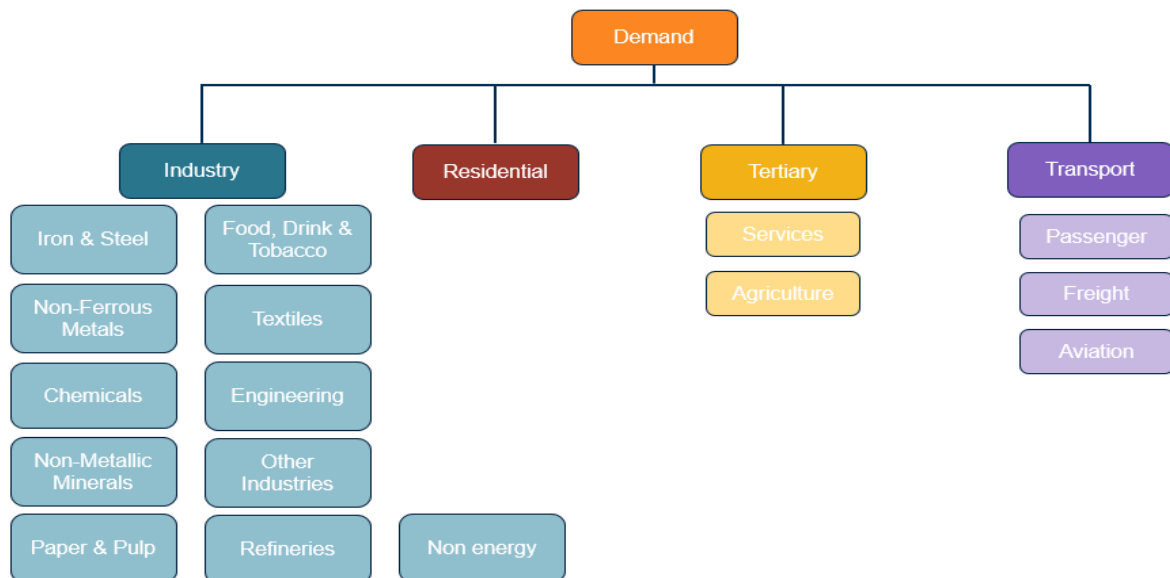 Demand
Industry
Residential
Tertiary
Transport
Iron & Steel
Food, Drink &
Tobacco
Services
Passenger
Non-Ferrous
Metals
Textiles
Agriculture
Freight
Aviation
Chemicals
Engineering
Non-Metallic
Minerals
Other
Industries
Paper & Pulp
Refineries
Non energy